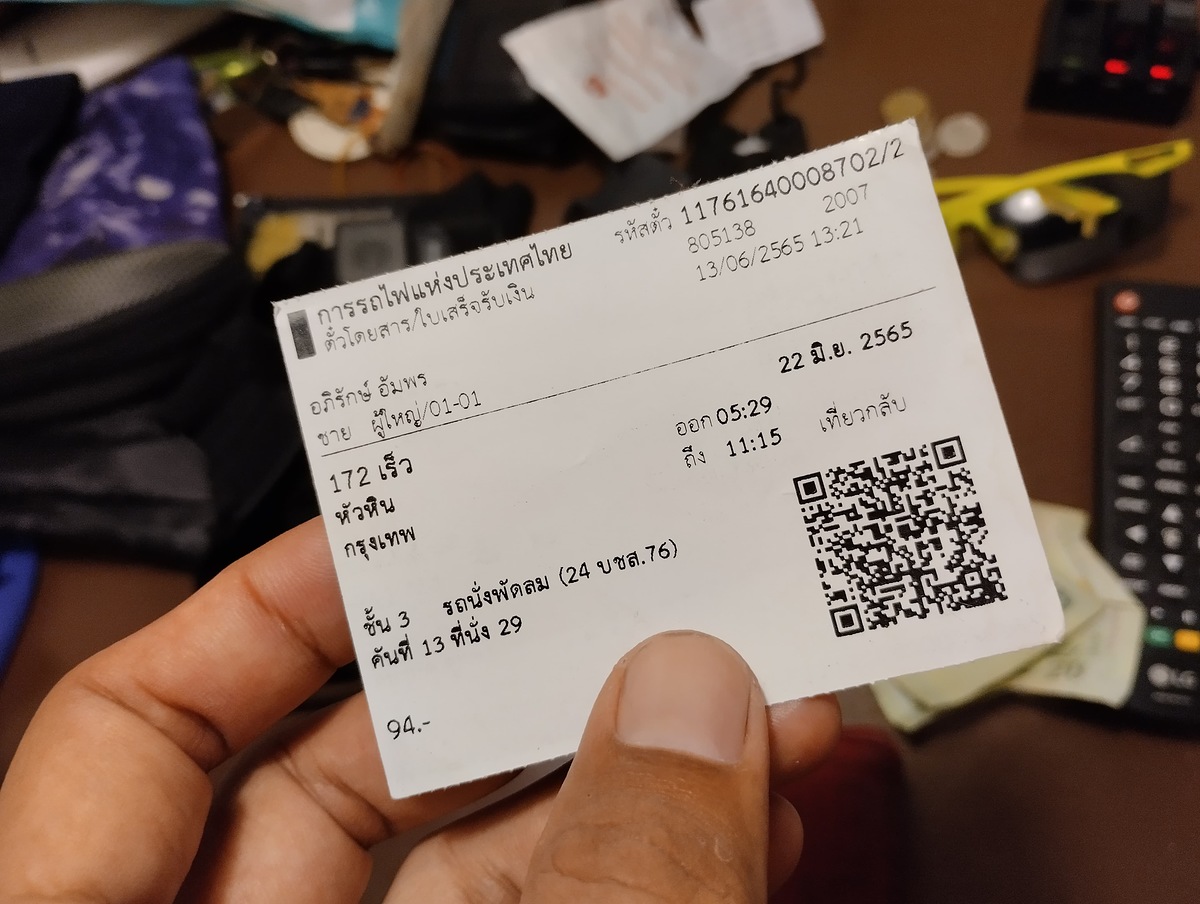 การรถไฟแห่งประเทศไทย
ตั๋วโดยสาร/ใบเสร็จรับเงิน
รหัสตั๋ว 11761640008702/2
805138 2007
13/06/2565 13:21
อภิรักษ์ อัมพร
ชาย ผู้ใหญ่/01-01
22 มิ.ย. 2565
172 เร็ว
ออก 05:29 เที่ยวกลับ
หัวหิน
ถึง 11:15
กรุงเทพ
ชั้น 3 รถนั่งพัดลม (24 บชส.76)
คันที่ 13 ที่นั่ง 29
94.-
20
LG